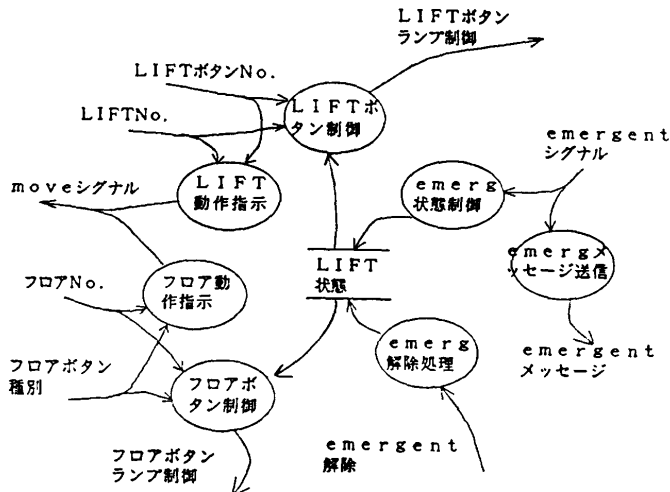 LIFTボタン
ランプ制御
LIFTボタンNo.
LIFTNo.
LIFTボ
タン制御
emergent
シグナル
moveシグナル
LIFT
動作指示
emerg
状態制御
emergメ
ッセージ送信
LIFT
状態
フロアNo.
フロア動
作指示
フロアボタン
種別
フロアボ
タン制御
emerg
解除処理
emergent
メッセージ
フロアボタン
ランプ制御
emergent
解除